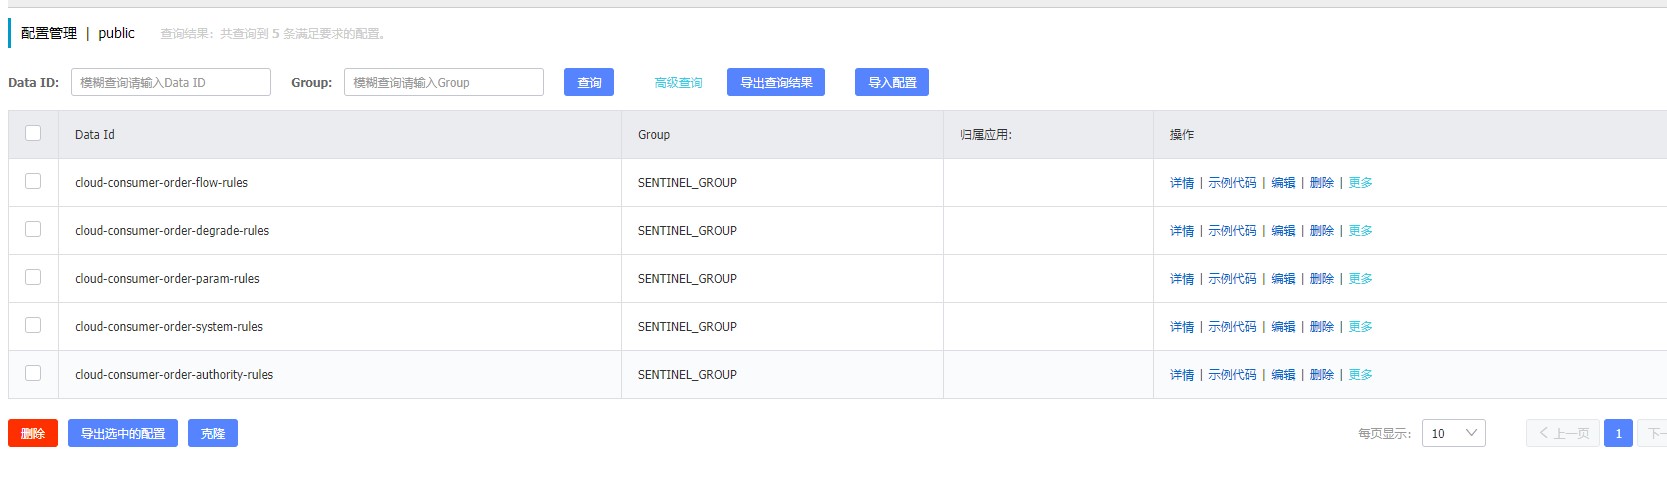 配置管理 | public 查询结果：共查询到 5 条满足要求的配置。
Data ID: 模糊查询请输入Data ID Group: 模糊查询请输入Group 查询 高级查询 导出查询结果 导入配置
Data Id Group 归属应用: 操作
cloud-consumer-order-flow-rules SENTINEL_GROUP 详情 | 示例代码 | 编辑 | 删除 | 更多
cloud-consumer-order-degrade-rules SENTINEL_GROUP 详情 | 示例代码 | 编辑 | 删除 | 更多
cloud-consumer-order-param-rules SENTINEL_GROUP 详情 | 示例代码 | 编辑 | 删除 | 更多
cloud-consumer-order-system-rules SENTINEL_GROUP 详情 | 示例代码 | 编辑 | 删除 | 更多
cloud-consumer-order-authority-rules SENTINEL_GROUP 详情 | 示例代码 | 编辑 | 删除 | 更多
删除 导出选中的配置 克隆 每页显示: 10 上一页 1 下一